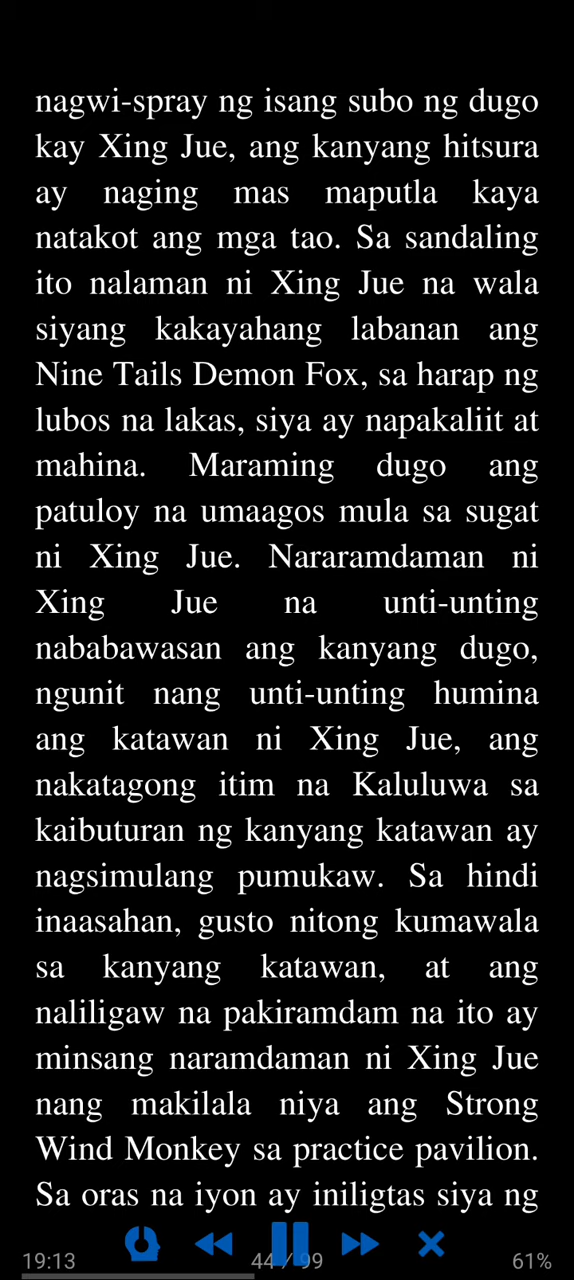 nagwi-spray ng isang subo ng dugo
kay Xing Jue, ang kanyang hitsura
ay naging mas maputla kaya
natakot ang mga tao. Sa sandaling
ito nalaman ni Xing Jue na wala
siyang kakayahang labanan ang
Nine Tails Demon Fox, sa harap ng
lubos na lakas, siya ay napakaliit at
mahina. Maraming dugo ang
patuloy na umaagos mula sa sugat
ni Xing Jue. Nararamdaman ni
Xing Jue na unti-unting
nababawasan ang kanyang dugo,
ngunit nang unti-unting humina
ang katawan ni Xing Jue, ang
nakatagong itim na Kaluluwa sa
kaibuturan ng kanyang katawan ay
nagsimulang pumukaw. Sa hindi
inaasahan, gusto nitong kumawala
sa kanyang katawan, at ang
naliligaw na pakiramdam na ito ay
minsang naramdaman ni Xing Jue
nang makilala niya ang Strong
Wind Monkey sa practice pavilion.
Sa oras na iyon ay iniligtas siya ng
19:13 44 / 99 61%